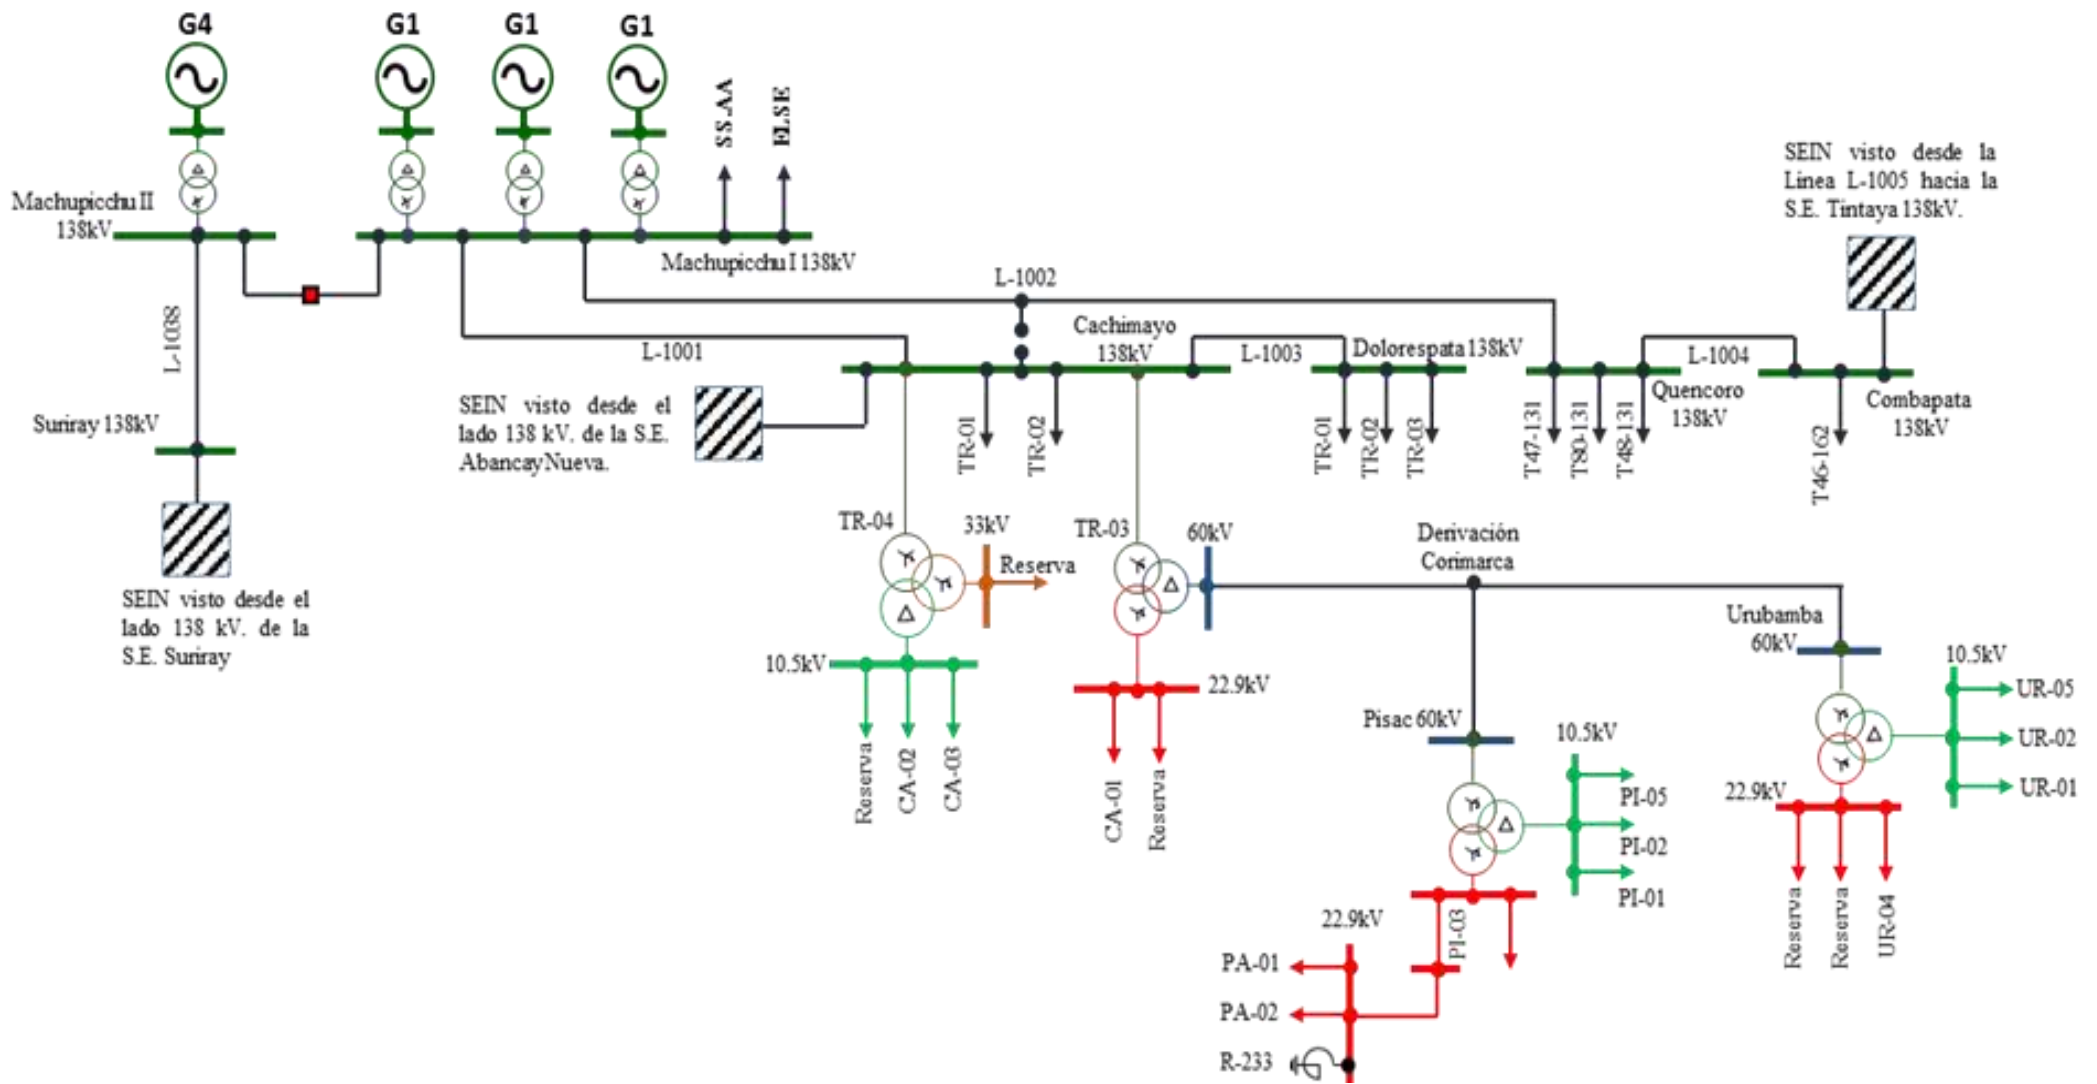 G4
G1
G1
G1
SS.AA
ELSE
Machupicchu II
138kV
Machupicchu I 138kV
L-1038
Suriray 138kV
SEIN visto desde el
lado 138 kV. de la
S.E. Suriray
L-1001
L-1002
SEIN visto desde el
lado 138 kV. de la S.E.
Abancay Nueva.
Cachimayo
138kV
TR-01
TR-02
L-1003
Dolorespata 138kV
TR-01
TR-02
TR-03
T47-131
T80-131
T48-131
Quencoro
138kV
L-1004
SEIN visto desde la
Linea L-1005 hacia la
S.E. Tintaya 138kV.
Combapata
138kV
T46-162
TR-04
33kV
Reserva
10.5kV
Reserva
CA-02
CA-03
TR-03
60kV
22.9kV
CA-01
Reserva
Derivación
Corimarca
Urubamba
60kV
10.5kV
UR-05
UR-02
UR-01
22.9kV
Reserva
Reserva
UR-04
Pisac 60kV
10.5kV
PI-05
PI-02
PI-01
PI-03
22.9kV
PA-01
PA-02
R-233